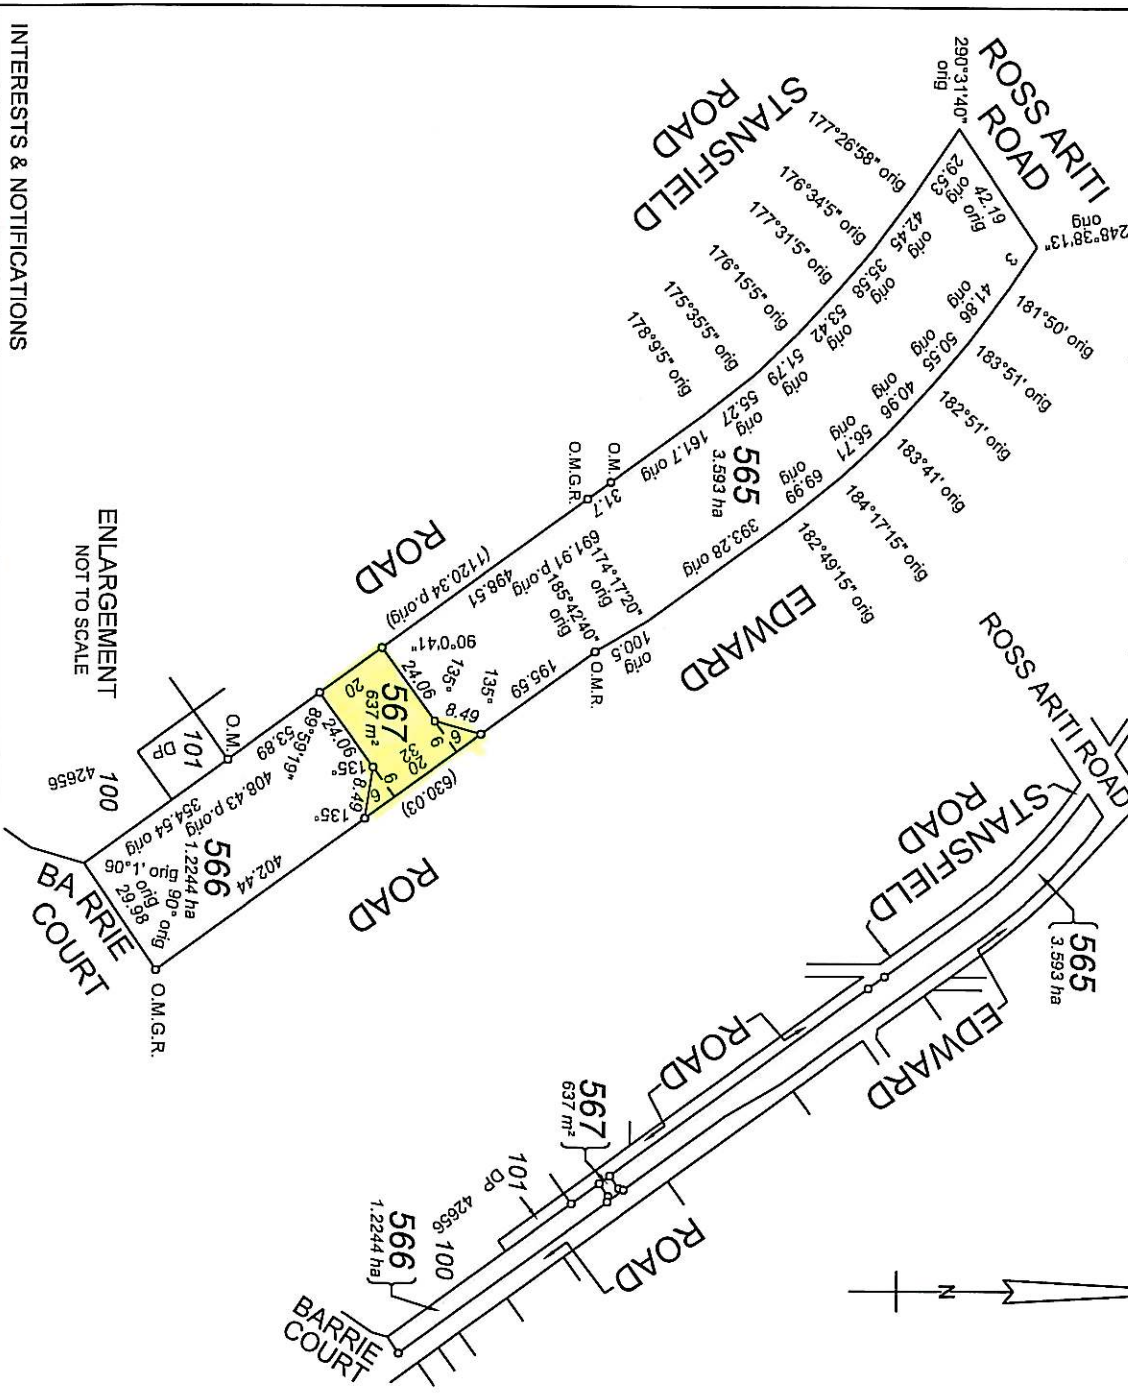 INTERESTS & NOTIFICATIONS
ENLARGEMENT
NOT TO SCALE
ROSS ARITI
ROAD
290°31'40"
orig
248°38'13"
orig
STANSFIELD
ROAD
177°26'58" orig
176°34'5" orig
177°31'5" orig
176°15'5" orig
175°35'5" orig
178°9'5" orig
42.19
orig
29.53
orig
42.45
orig
35.58
orig
53.42
orig
51.79
orig
55.27
orig
161.7 orig
3
41.86
orig
50.55
orig
40.96
orig
56.71
orig
69.99
orig
393.28 orig
181°50' orig
183°51' orig
182°51' orig
183°41' orig
184°17'15" orig
182°49'15" orig
565
3.593 ha
O.M.
O.M.G.R.
31.7
691.91 p.orig
498.51
(1120.34 p.orig)
174°17'20"
orig
185°42'40"
orig
100.5
orig
O.M.R.
195.59
EDWARD
ROAD
ROAD
90°0'41"
24.06
135°
135°
8.49
6
6
567
637 m²
20
32
20
24.06
89°59'19"
135°
6
6
8.49
135°
(630.03)
O.M.
53.89
408.43 p.orig
354.54 orig
402.44
101
DP
100
42656
566
1.2244 ha
90°1' orig
90°
orig
29.98
orig
BA RRIE
COURT
O.M.G.R.
ROSS ARITI ROAD
STANSFIELD
ROAD
565
3.593 ha
EDWARD
ROAD
567
637 m²
ROAD
101
DP 42656
100
566
1.2244 ha
BARRIE
COURT
N